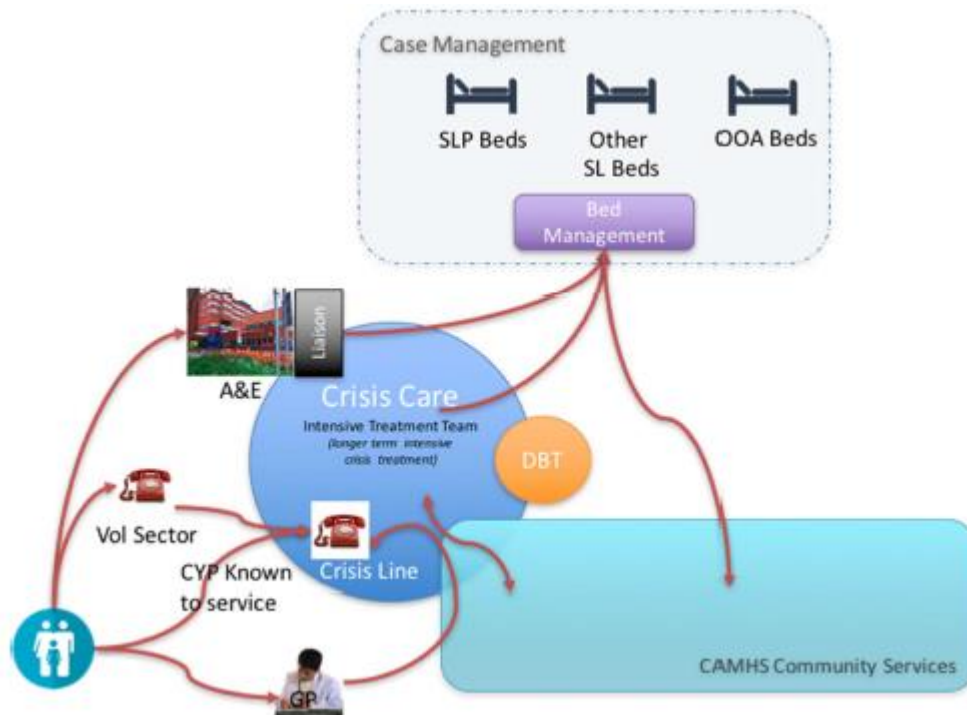 Case Management
SLP Beds
Other
SL Beds
OOA Beds
Bed
Management
Liaison
A&E
Crisis Care
Intensive Treatment Team
(longer term intensive
crisis treatment)
DBT
Vol Sector
CYP Known
to service
Crisis Line
GP
CAMHS Community Services